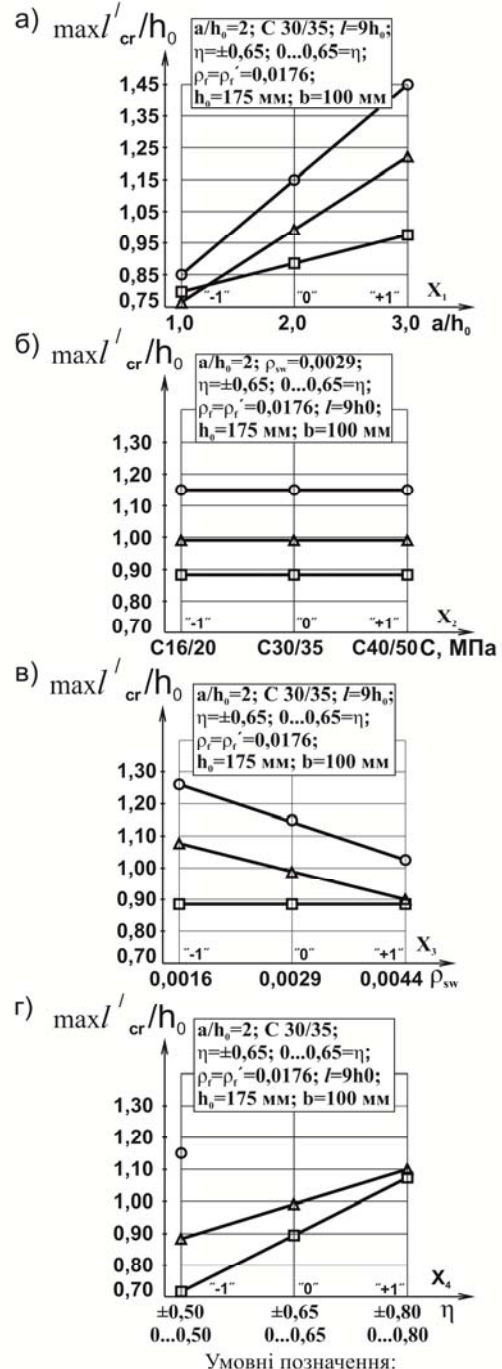 а) maxl/cr/h0
a/h0=2; C 30/35; l=9h0;
η=±0,65; 0...0,65=η;
ρf=ρf´=0,0176;
h0=175 мм; b=100 мм
1,45
1,35
1,25
1,15
1,05
0,95
0,85
0,75
˝-1˝ ˝0˝ ˝+1˝ X1
1,0 2,0 3,0 a/h0
б) maxl/cr/h0
a/h0=2; ρsw=0,0029;
η=±0,65; 0...0,65=η;
ρf=ρf´=0,0176; l=9h0;
h0=175 мм; b=100 мм
1,30
1,20
1,10
1,00
0,90
0,80
0,70
˝-1˝ ˝0˝ ˝+1˝ X2
C16/20 C30/35 C40/50 C, МПа
в) maxl/cr/h0
a/h0=2; C 30/35; l=9h0;
η=±0,65; 0...0,65=η;
ρf=ρf´=0,0176;
h0=175 мм; b=100 мм
1,30
1,20
1,10
1,00
0,90
0,80
0,70
˝-1˝ ˝0˝ ˝+1˝ X3
0,0016 0,0029 0,0044 ρsw
г) maxl/cr/h0
a/h0=2; C 30/35;
η=±0,65; 0...0,65=η;
ρf=ρf´=0,0176; l=9h0;
h0=175 мм; b=100 мм
1,30
1,20
1,10
1,00
0,90
0,80
0,70
˝-1˝ ˝0˝ ˝+1˝ X4
±0,50 ±0,65 ±0,80 η
0...0,50 0...0,65 0...0,80
Умовні позначення: